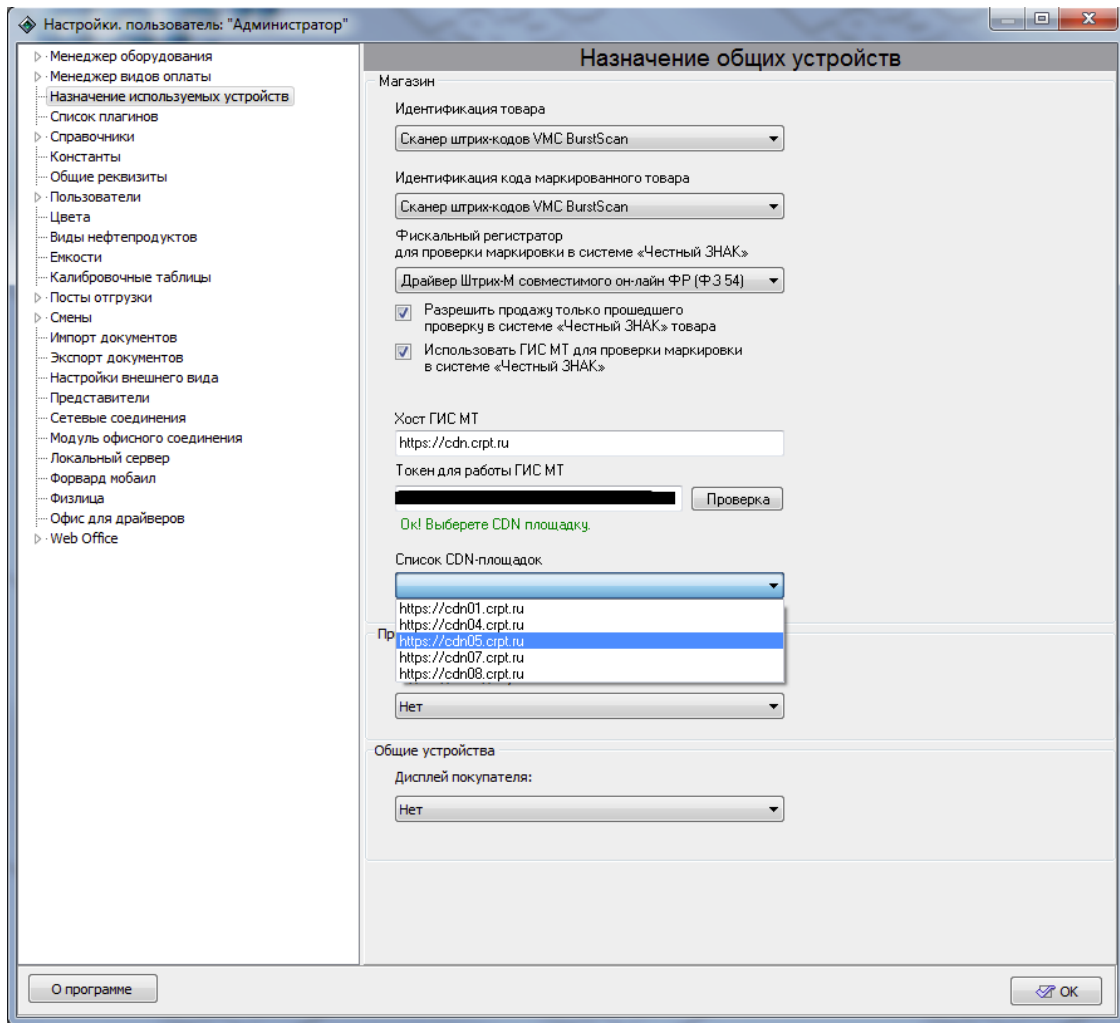 Настройки. пользователь: "Администратор"
Менеджер оборудования
Менеджер видов оплаты
Назначение используемых устройств
Список плагинов
Справочники
Константы
Общие реквизиты
Пользователи
Цвета
Виды нефтепродуктов
Емкости
Калибровочные таблицы
Посты отгрузки
Смены
Импорт документов
Экспорт документов
Настройки внешнего вида
Представители
Сетевые соединения
Модуль офисного соединения
Локальный сервер
Форвард мобаил
Физлица
Офис для драйверов
Web Office
Назначение общих устройств
Магазин
Идентификация товара
Сканер штрих-кодов VMC BurstScan
Идентификация кода маркированного товара
Сканер штрих-кодов VMC BurstScan
Фискальный регистратор
для проверки маркировки в системе «Честный ЗНАК»
Драйвер Штрих-М совместимого он-лайн ФР (ФЗ 54)
Разрешить продажу только прошедшего
проверку в системе «Честный ЗНАК» товара
Использовать ГИС МТ для проверки маркировки
в системе «Честный ЗНАК»
Хост ГИС МТ
https://cdn.crpt.ru
Токен для работы ГИС МТ
Проверка
Ок! Выберете CDN площадку.
Список CDN-площадок
https://cdn01.crpt.ru
https://cdn04.crpt.ru
Пр
https://cdn05.crpt.ru
https://cdn07.crpt.ru
https://cdn08.crpt.ru
Нет
Общие устройства
Дисплей покупателя:
Нет
О программе
OK